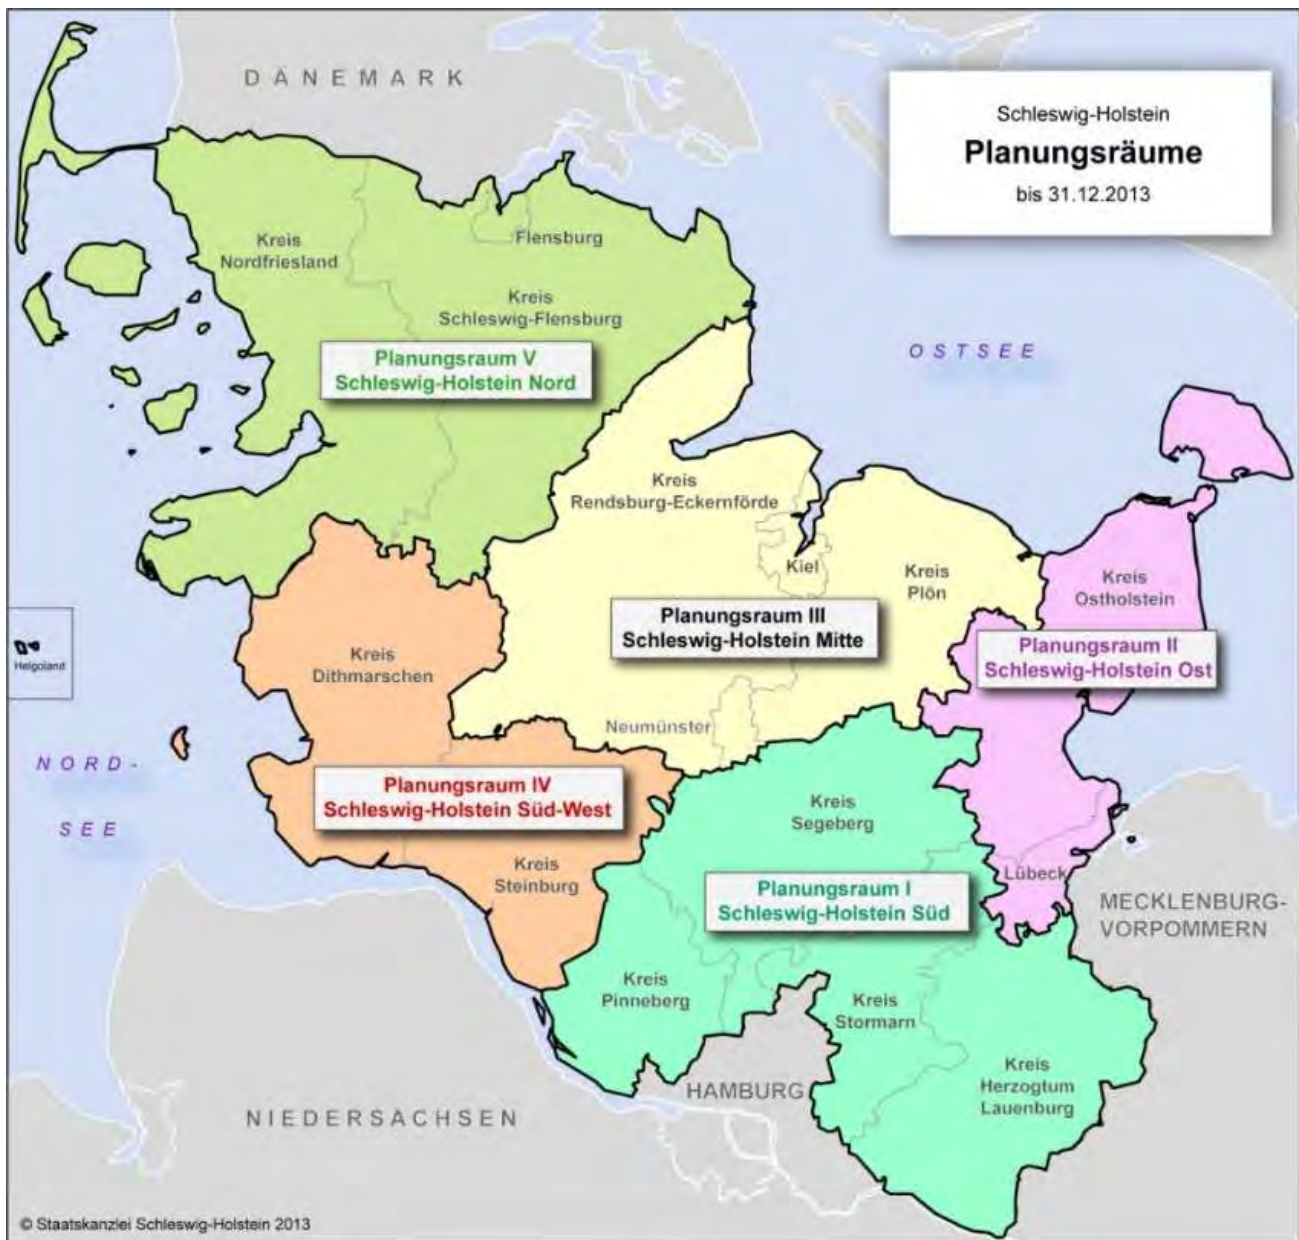 DÄNEMARK
Schleswig-Holstein
Planungsräume
bis 31.12.2013
Kreis
Nordfriesland
Flensburg
Kreis
Schleswig-Flensburg
Planungsraum V
Schleswig-Holstein Nord
OSTSEE
Kreis
Rendsburg-Eckernförde
Kiel
Kreis
Plön
Kreis
Ostholstein
Planungsraum III
Schleswig-Holstein Mitte
Planungsraum II
Schleswig-Holstein Ost
Helgoland
Kreis
Dithmarschen
Neumünster
NORD-
SEE
Planungsraum IV
Schleswig-Holstein Süd-West
Kreis
Segeberg
Kreis
Steinburg
Lübeck
Planungsraum I
Schleswig-Holstein Süd
MECKLENBURG-
VORPOMMERN
Kreis
Pinneberg
Kreis
Stormarn
Kreis
Herzogtum
Lauenburg
HAMBURG
NIEDERSACHSEN
© Staatskanzlei Schleswig-Holstein 2013